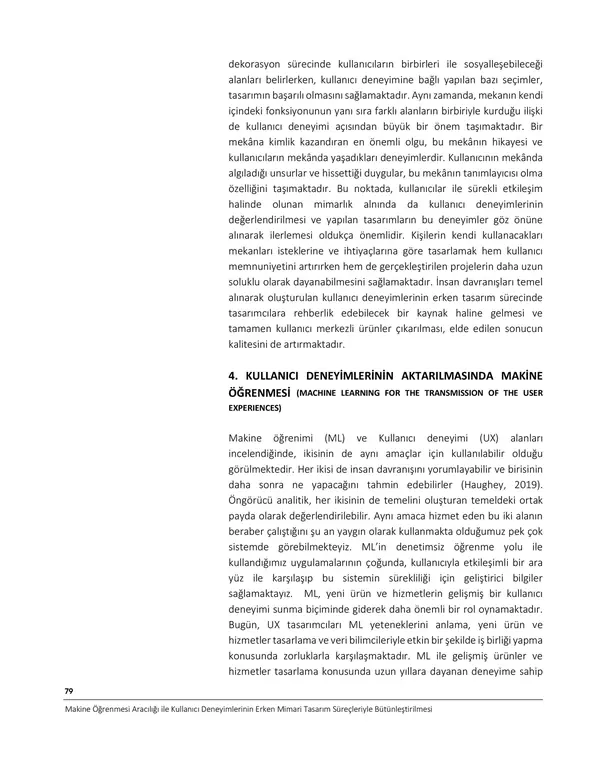 dekorasyon sürecinde kullanıcıların birbirleri ile sosyalleşebileceği
alanları belirlerken, kullanıcı deneyimine bağlı yapılan bazı seçimler,
tasarımın başarılı olmasını sağlamaktadır. Aynı zamanda, mekanın kendi
içindeki fonksiyonunun yanı sıra farklı alanların birbiriyle kurduğu ilişki
de kullanıcı deneyimi açısından büyük bir önem taşımaktadır. Bir
mekâna kimlik kazandıran en önemli olgu, bu mekânın hikayesi ve
kullanıcıların mekânda yaşadıkları deneyimlerdir. Kullanıcının mekânda
algıladığı unsurlar ve hissettiği duygular, bu mekânın tanımlayıcısı olma
özelliğini taşımaktadır. Bu noktada, kullanıcılar ile sürekli etkileşim
halinde olunan mimarlık alnında da kullanıcı deneyimlerinin
değerlendirilmesi ve yapılan tasarımların bu deneyimler göz önüne
alınarak ilerlemesi oldukça önemlidir. Kişilerin kendi kullanacakları
mekanları isteklerine ve ihtiyaçlarına göre tasarlamak hem kullanıcı
memnuniyetini artırırken hem de gerçekleştirilen projelerin daha uzun
soluklu olarak dayanabilmesini sağlamaktadır. İnsan davranışları temel
alınarak oluşturulan kullanıcı deneyimlerinin erken tasarım sürecinde
tasarımcılara rehberlik edebilecek bir kaynak haline gelmesi ve
tamamen kullanıcı merkezli ürünler çıkarılması, elde edilen sonucun
kalitesini de artırmaktadır.
4. KULLANICI DENEYİMLERİNİN AKTARILMASINDA MAKİNE
ÖĞRENMESİ (MACHINE LEARNING FOR THE TRANSMISSION OF THE USER
EXPERIENCES)
Makine öğrenimi (ML) ve Kullanıcı deneyimi (UX) alanları
incelendiğinde, ikisinin de aynı amaçlar için kullanılabilir olduğu
görülmektedir. Her ikisi de insan davranışını yorumlayabilir ve birisinin
daha sonra ne yapacağını tahmin edebilirler (Haughey, 2019).
Öngörücü analitik, her ikisinin de temelini oluşturan temeldeki ortak
payda olarak değerlendirilebilir. Aynı amaca hizmet eden bu iki alanın
beraber çalıştığını şu an yaygın olarak kullanmakta olduğumuz pek çok
sistemde görebilmekteyiz. ML'in denetimsiz öğrenme yolu ile
kullandığımız uygulamalarının çoğunda, kullanıcıyla etkileşimli bir ara
yüz ile karşılaşıp bu sistemin sürekliliği için geliştirici bilgiler
sağlamaktayız. ML, yeni ürün ve hizmetlerin gelişmiş bir kullanıcı
deneyimi sunma biçiminde giderek daha önemli bir rol oynamaktadır.
Bugün, UX tasarımcıları ML yeteneklerini anlama, yeni ürün ve
hizmetler tasarlama ve veri bilimcileriyle etkin bir şekilde iş birliği yapma
konusunda zorluklarla karşılaşmaktadır. ML ile gelişmiş ürünler ve
hizmetler tasarlama konusunda uzun yıllara dayanan deneyime sahip
79
Makine Öğrenmesi Aracılığı ile Kullanıcı Deneyimlerinin Erken Mimari Tasarım Süreçleriyle Bütünleştirilmesi